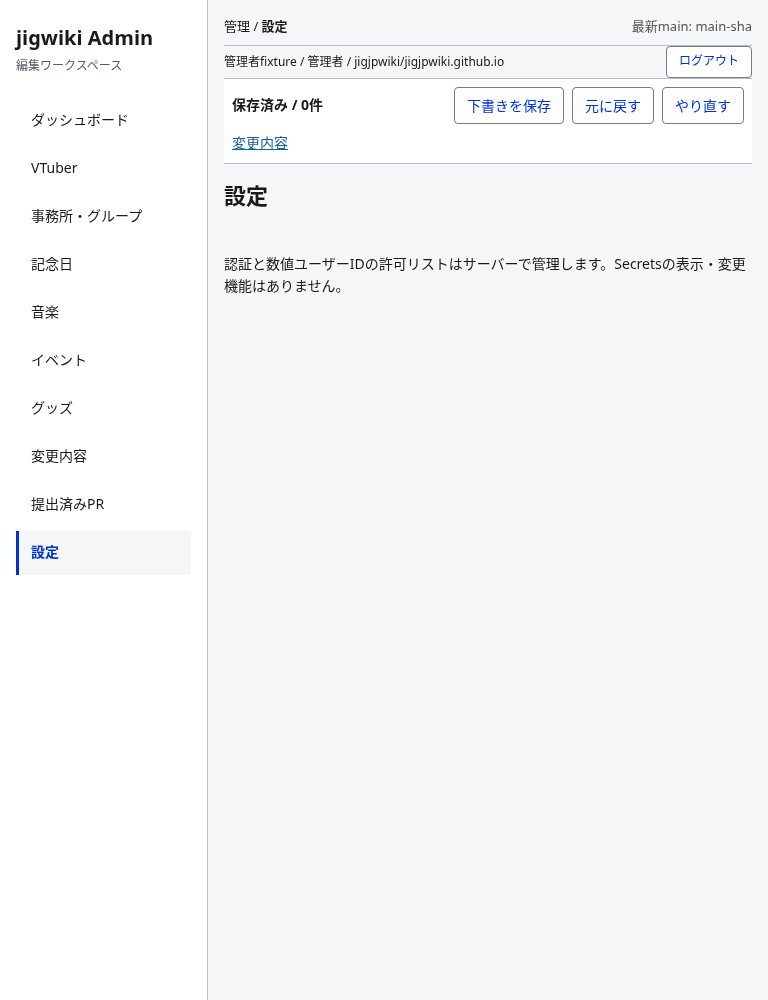 jigwiki Admin
編集ワークスペース
ダッシュボード
VTuber
事務所・グループ
記念日
音楽
イベント
グッズ
変更内容
提出済みPR
設定
管理 / 設定
最新main: main-sha
管理者fixture / 管理者 / jigjpwiki/jigjpwiki.github.io
ログアウト
保存済み / 0件
下書きを保存
元に戻す
やり直す
変更内容
設定
認証と数値ユーザーIDの許可リストはサーバーで管理します。Secretsの表示・変更
機能はありません。